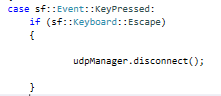 case sf::Event::KeyPressed:
if (sf::Keyboard::Escape)
{
udpManager.disconnect();
}